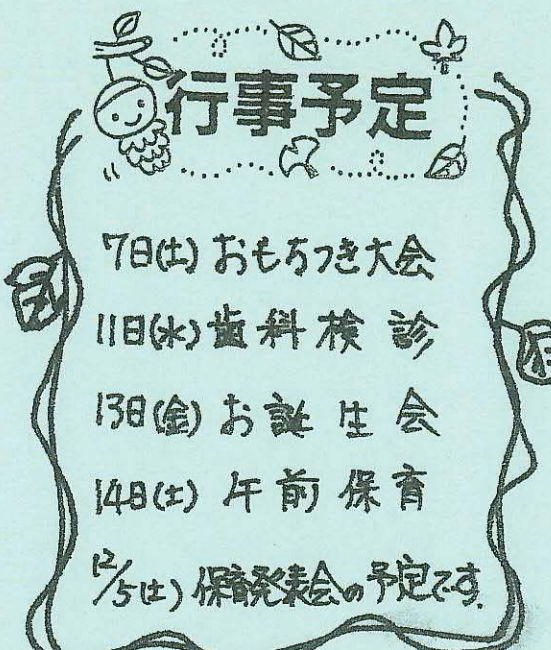 行事予定
7日(土) おもちつき大会
11日(水) 歯科検診
13日(金) お誕生会
14日(土) 午前保育
12/5(土) 保育発表会の予定です。